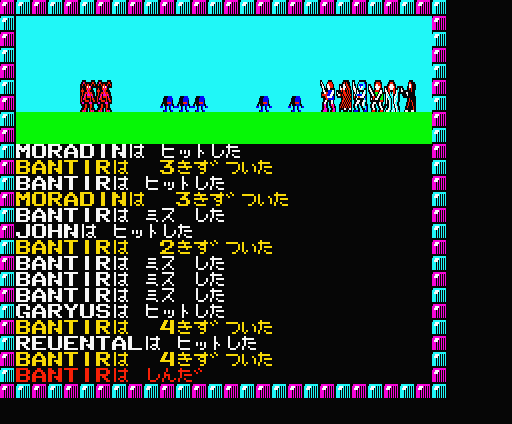 MORADINは ヒットした
BANTIRは 3きず゛ついた
BANTIRは ヒットした
MORADINは 3きず゛ついた
BANTIRは ミス した
JOHNは ヒットした
BANTIRは 2きず゛ついた
BANTIRは ミス した
BANTIRは ミス した
BANTIRは ミス した
GARYUSは ヒットした
BANTIRは 4きず゛ついた
REUENTALは ヒットした
BANTIRは 4きず゛ついた
BANTIRは しんた゛